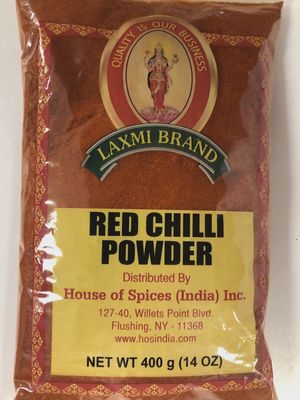 QUALITY IS OUR BUSINESS
LAXMI BRAND
RED CHILLI
POWDER
Distributed By
House of Spices (India) Inc.
127-40, Willets Point Blvd.
Flushing, NY - 11368
www.hosindia.com
NET WT 400 g (14 OZ)